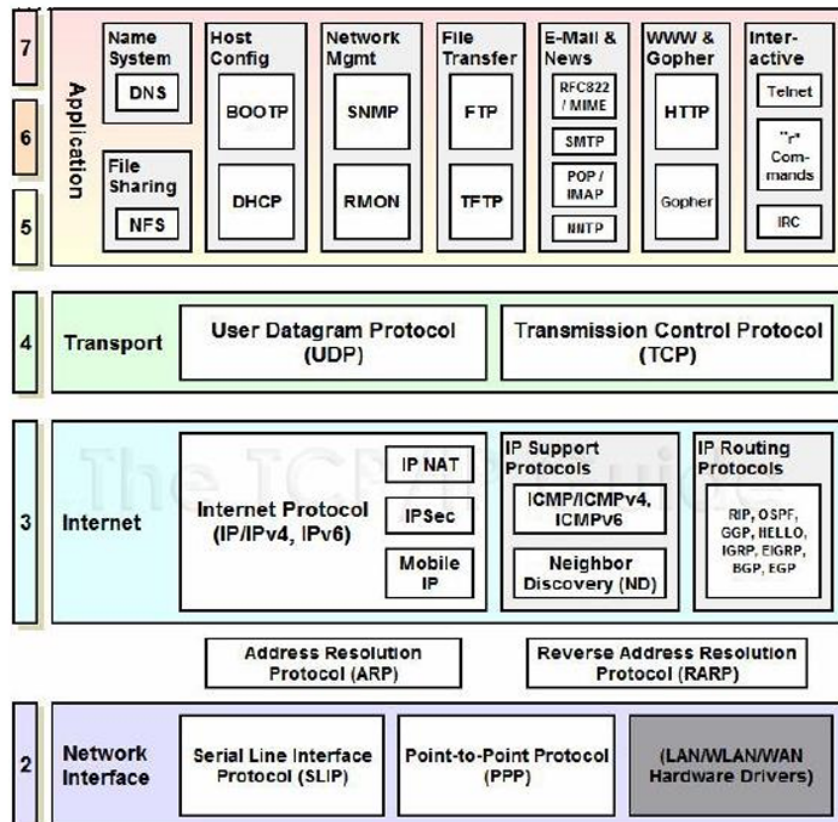 7
6
5
Application
Name
System
DNS
File
Sharing
NFS
Host
Config
BOOTP
DHCP
Network
Mgmt
SNMP
RMON
File
Transfer
FTP
TFTP
E-Mail &
News
RFC822
/ MIME
SMTP
POP /
IMAP
NNTP
WWW &
Gopher
HTTP
Gopher
Inter-
active
Telnet
"r"
Com-
mands
IRC
4
Transport
User Datagram Protocol
(UDP)
Transmission Control Protocol
(TCP)
The TCP/IP Guide
3
Internet
Internet Protocol
(IP/IPv4, IPv6)
IP NAT
IPSec
Mobile
IP
IP Support
Protocols
ICMP/ICMPv4,
ICMPv6
Neighbor
Discovery (ND)
IP Routing
Protocols
RIP, OSPF,
GGP, HELLO,
IGRP, EIGRP,
BGP, EGP
Address Resolution
Protocol (ARP)
Reverse Address Resolution
Protocol (RARP)
2
Network
Interface
Serial Line Interface
Protocol (SLIP)
Point-to-Point Protocol
(PPP)
(LAN/WLAN/WAN
Hardware Drivers)